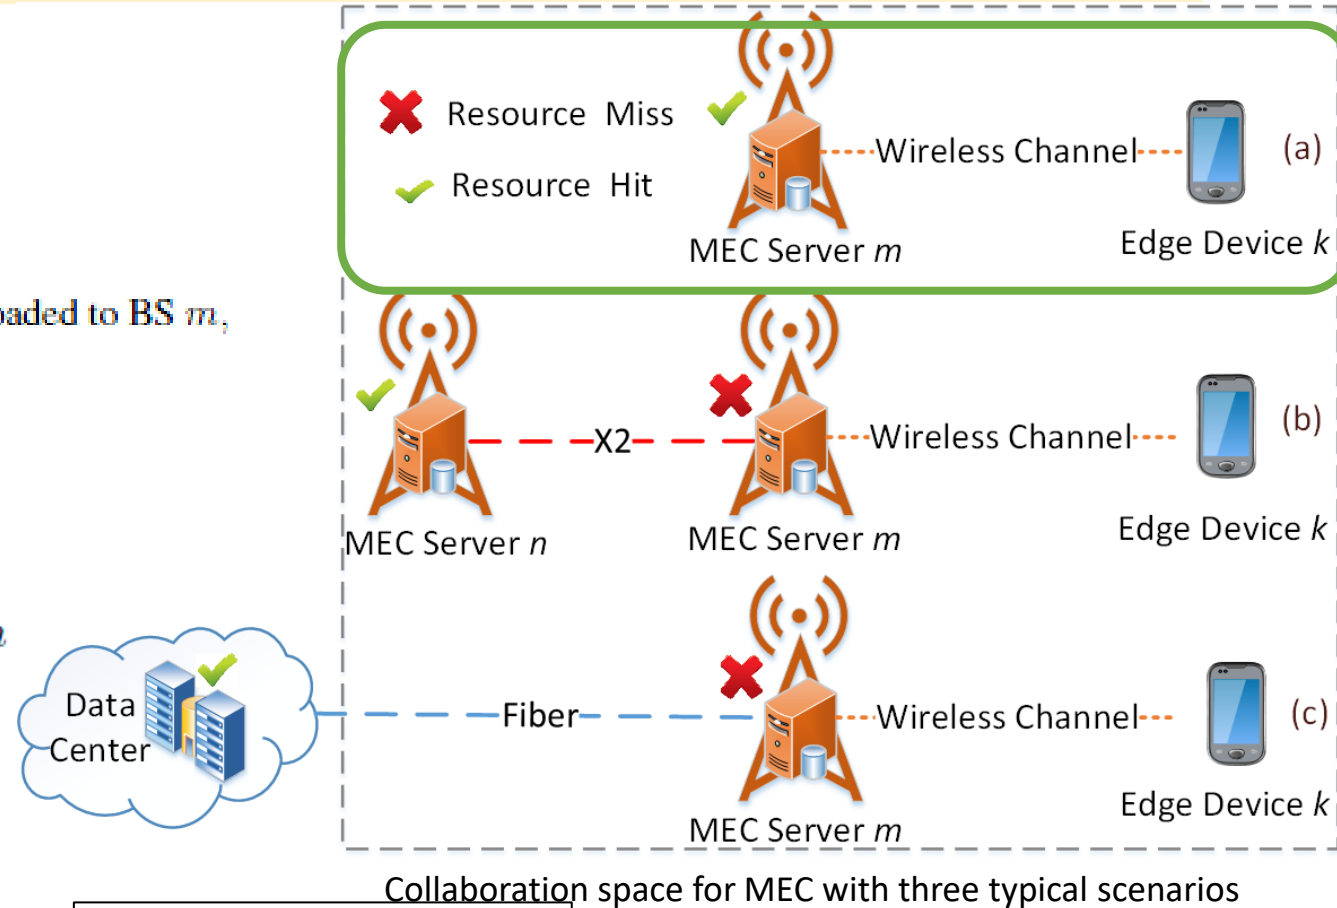 Resource Miss
Resource Hit
Wireless Channel
(a)
MEC Server m
Edge Device k
to BS m,
X2
Wireless Channel
(b)
MEC Server n
MEC Server m
Edge Device k
Data
Center
Fiber
Wireless Channel
(c)
MEC Server m
Edge Device k
Collaboration space for MEC with three typical scenarios